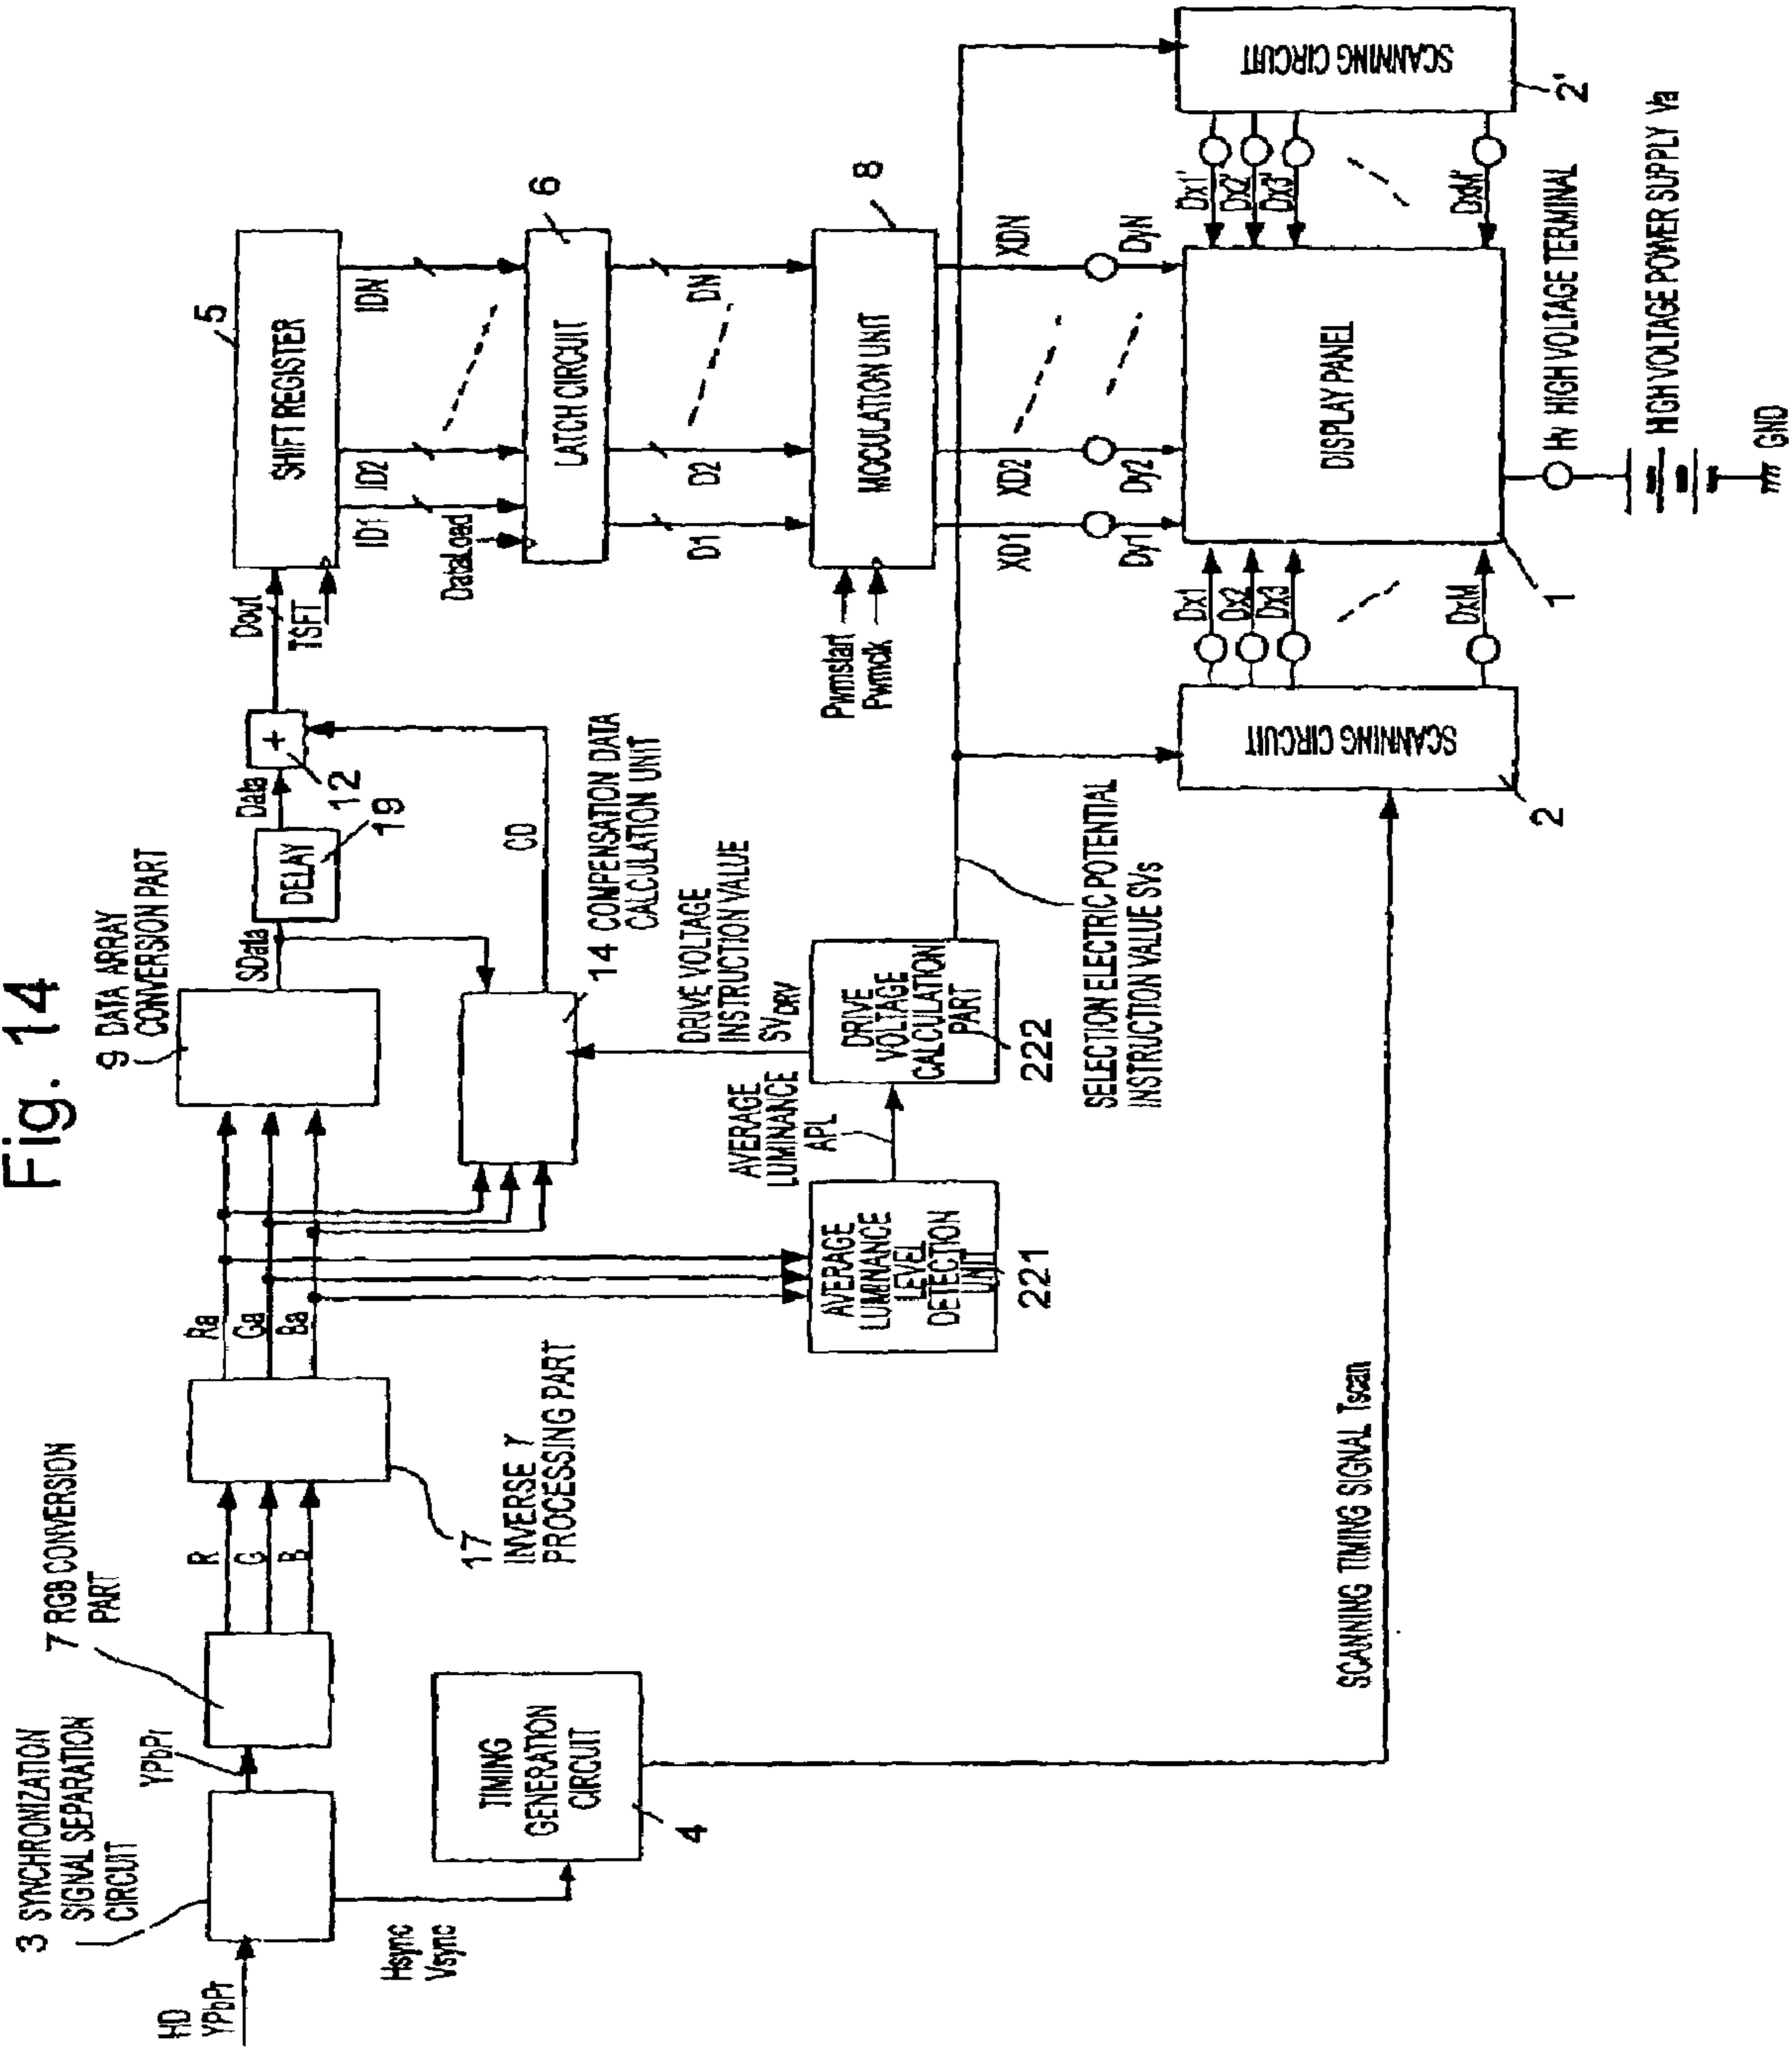 Fig. 14
3 SYNCHRONIZATION
SIGNAL SEPARATION
CIRCUIT
HD
YPbPr
YPbPr
Hsync
Vsync
7 RGB CONVERSION
PART
R
G
B
17
INVERSE γ
PROCESSING PART
Ra
Ga
Ba
9 DATA ARRAY
CONVERSION PART
SData
DELAY
19
Data
+
12
Dout
TSFT
SHIFT REGISTER
5
ID1
ID2
IDN
DataLoad
LATCH CIRCUIT
6
D1
D2
DN
Pwmstart
Pwmclk
MOCULATION UNIT
8
XD1
XD2
XDN
Dy1
Dy2
DyN
CD
14 COMPENSATION DATA
CALCULATION UNIT
DRIVE VOLTAGE
INSTRUCTION VALUE
SVDRV
TIMING
GENERATION
CIRCUIT
4
AVERAGE
LUMINANCE
LEVEL
DETECTION
UNIT
221
AVERAGE
LUMINANCE
APL
DRIVE
VOLTAGE
CALCULATION
PART
222
SELECTION ELECTRIC POTENTIAL
INSTRUCTION VALUE SVs
SCANNING TIMING SIGNAL Tscan
SCANNING CIRCUIT
2
Dx1
Dx2
Dx3
DxM
DISPLAY PANEL
1
Dx1'
Dx2'
Dx3'
DxM'
SCANNING CIRCUIT
2'
Hv HIGH VOLTAGE TERMINAL
HIGH VOLTAGE POWER SUPPLY Va
GND